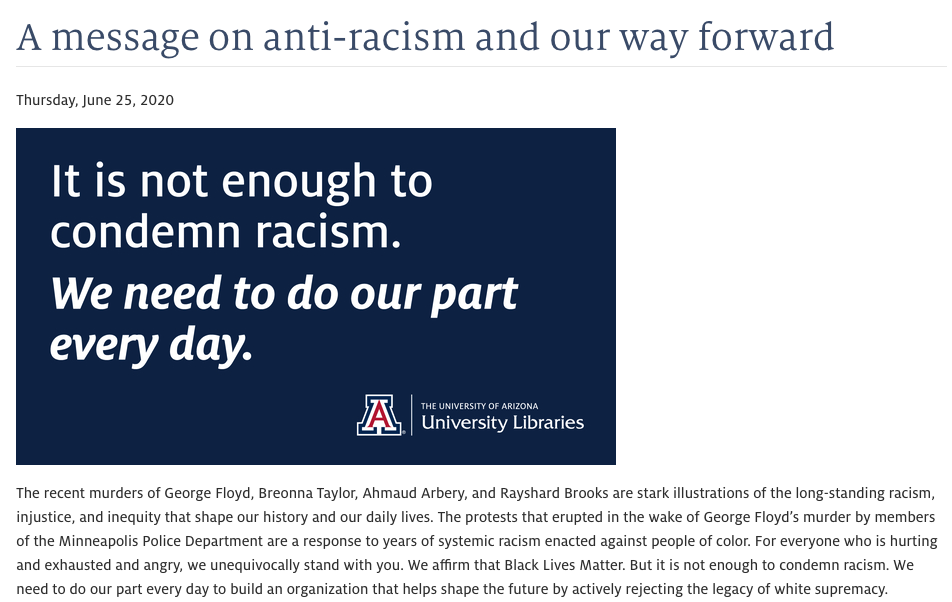 A message on anti-racism and our way forward
Thursday, June 25, 2020
It is not enough to
condemn racism.
We need to do our part
every day.
THE UNIVERSITY OF ARIZONA
University Libraries
The recent murders of George Floyd, Breonna Taylor, Ahmaud Arbery, and Rayshard Brooks are stark illustrations of the long-standing racism,
injustice, and inequity that shape our history and our daily lives. The protests that erupted in the wake of George Floyd’s murder by members
of the Minneapolis Police Department are a response to years of systemic racism enacted against people of color. For everyone who is hurting
and exhausted and angry, we unequivocally stand with you. We affirm that Black Lives Matter. But it is not enough to condemn racism. We
need to do our part every day to build an organization that helps shape the future by actively rejecting the legacy of white supremacy.